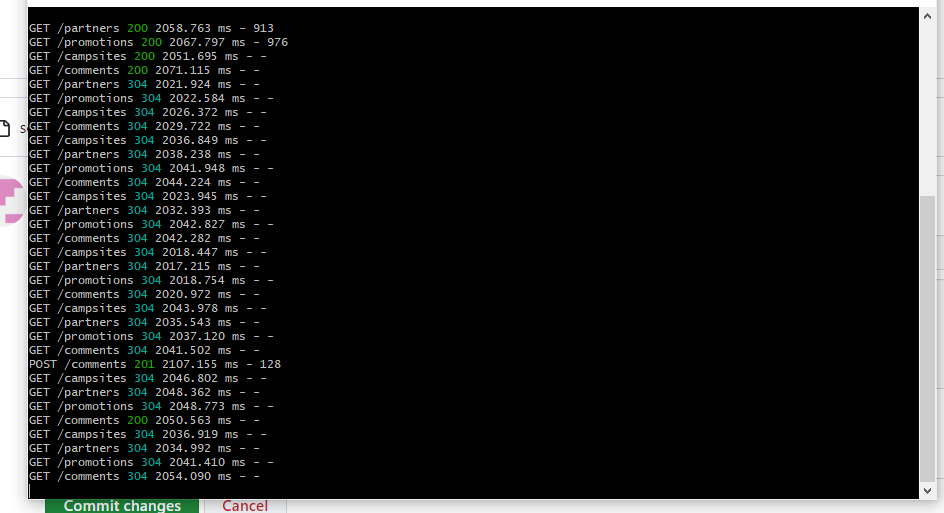 GET /partners 200 2058.763 ms - 913
GET /promotions 200 2067.797 ms - 976
GET /campsites 200 2051.695 ms - -
GET /comments 200 2071.115 ms - -
GET /partners 304 2021.924 ms - -
GET /promotions 304 2022.584 ms - -
GET /campsites 304 2026.372 ms - -
GET /comments 304 2029.722 ms - -
GET /campsites 304 2036.849 ms - -
GET /partners 304 2038.238 ms - -
GET /promotions 304 2041.948 ms - -
GET /comments 304 2044.224 ms - -
GET /campsites 304 2023.945 ms - -
GET /partners 304 2032.393 ms - -
GET /promotions 304 2042.827 ms - -
GET /comments 304 2042.282 ms - -
GET /campsites 304 2018.447 ms - -
GET /partners 304 2017.215 ms - -
GET /promotions 304 2018.754 ms - -
GET /comments 304 2020.972 ms - -
GET /campsites 304 2043.978 ms - -
GET /partners 304 2035.543 ms - -
GET /promotions 304 2037.120 ms - -
GET /comments 304 2041.502 ms - -
POST /comments 201 2107.155 ms - 128
GET /campsites 304 2046.802 ms - -
GET /partners 304 2048.362 ms - -
GET /promotions 304 2048.773 ms - -
GET /comments 200 2050.563 ms - -
GET /campsites 304 2036.919 ms - -
GET /partners 304 2034.992 ms - -
GET /promotions 304 2041.410 ms - -
GET /comments 304 2054.090 ms - -
Commit changes Cancel